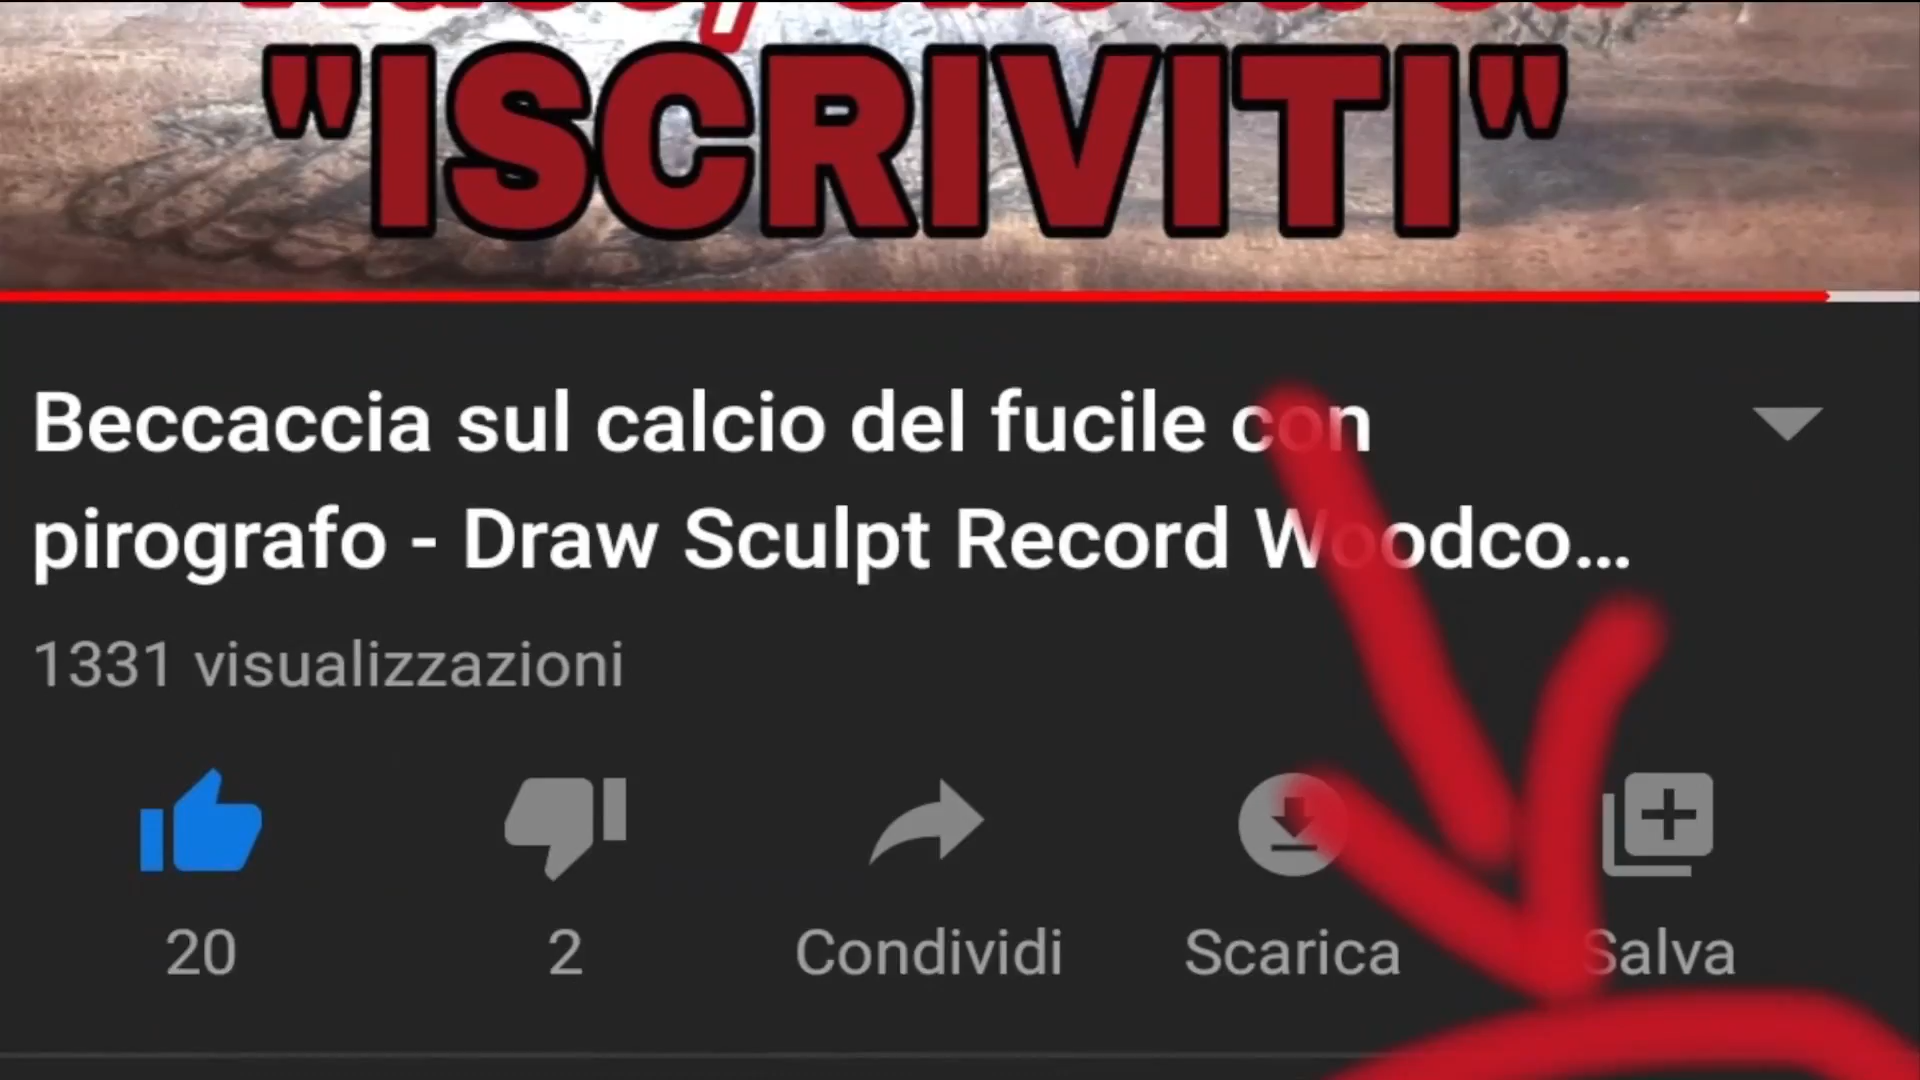 "ISCRIVITI"
Beccaccia sul calcio del fucile con
pirografo - Draw Sculpt Record Woodco...
1331 visualizzazioni
20
2
Condividi
Scarica
Salva